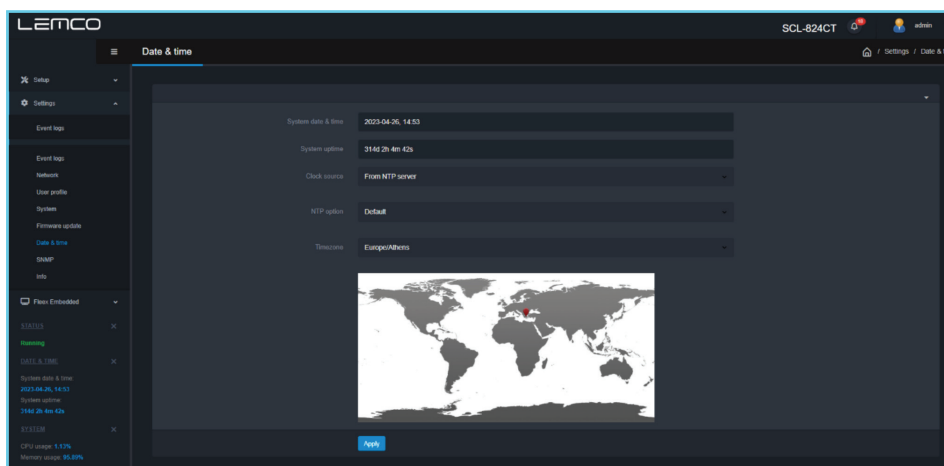 LEMCO
SCL-824CT
admin
Date & time
/ Settings / Date &
Setup
Settings
Event logs
Event logs
Network
User profile
System
Firmware update
Date & time
SNMP
Info
Embedded
STATUS
Running
DATE & TIME
System date & time:
2023-04-26, 14:53
System uptime:
314d 2h 4m 42s
SYSTEM
CPU usage: 1.13%
Memory usage:
System date & time
2023-04-26, 14:53
System uptime
314d 2h 4m 42s
Clock source
From NTP server
NTP option
Default
Timezone
Europe/Athens
Apply